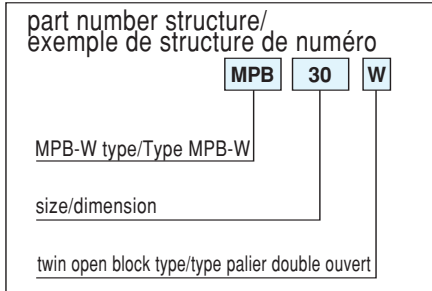 part number structure/
exemple de structure de numéro
MPB 30 W
MPB-W type/Type MPB-W
size/dimension
twin open block type/type palier double ouvert